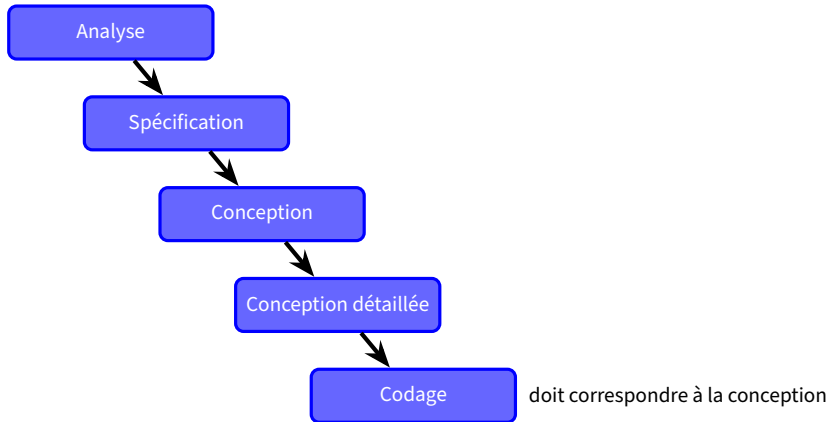 Analyse
Spécification
Conception
Conception détaillée
Codage
doit correspondre à la conception